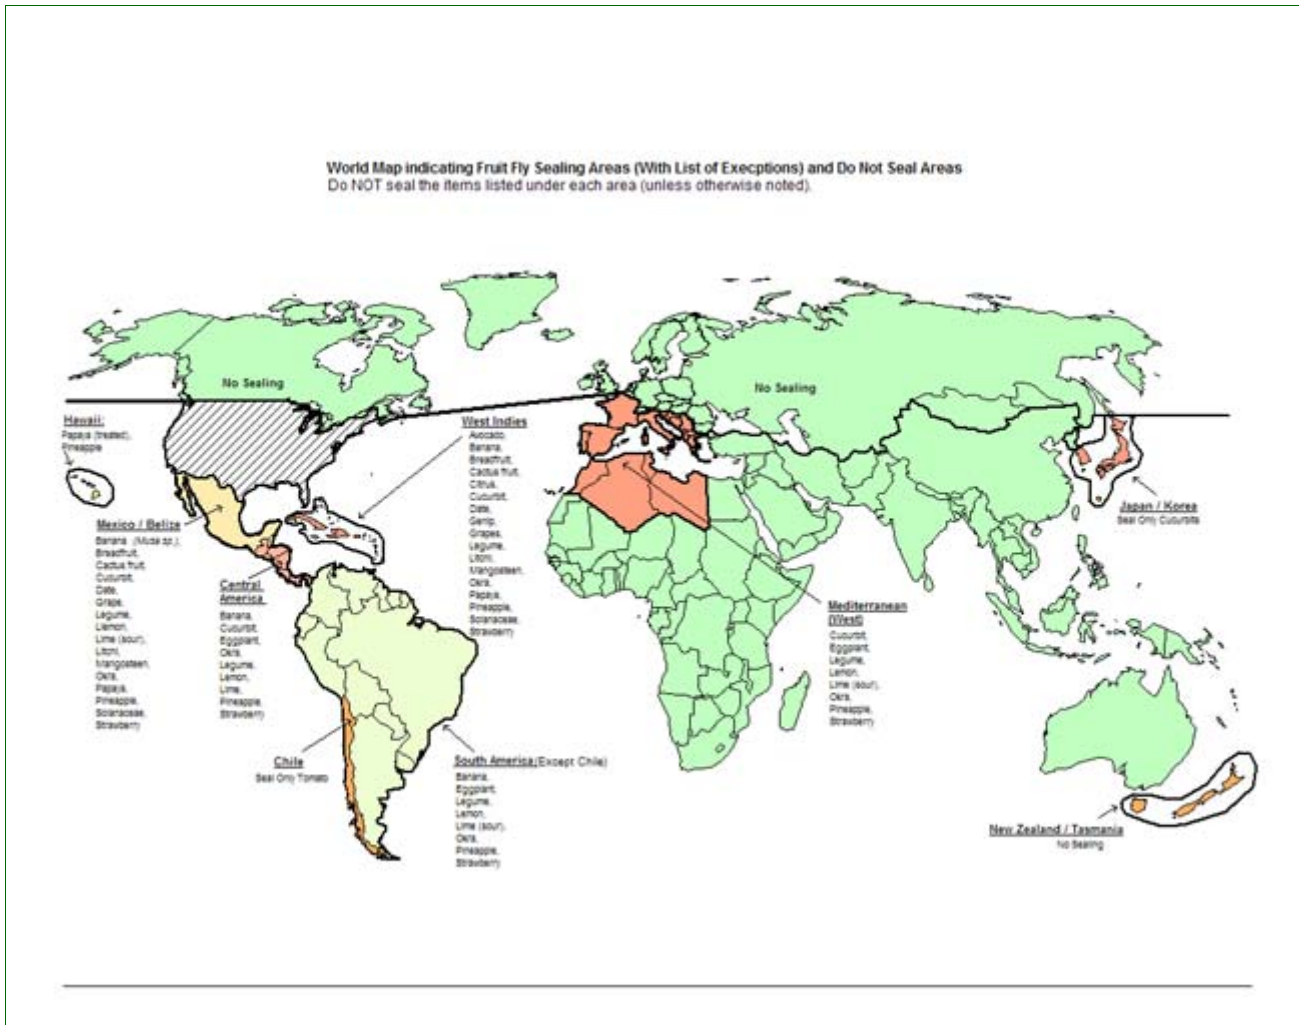 World Map indicating Fruit Fly Sealing Areas (With List of Execptions) and Do Not Seal Areas
Do NOT seal the items listed under each area (unless otherwise noted).
No Sealing
No Sealing
Hawaii:
Papaya (treated),
Pineapple
West Indies
Avocado,
Banana,
Breadfruit,
Cactus fruit,
Citrus,
Cucurbit,
Date,
Genip,
Grapes,
Legume,
Litchi,
Mangosteen,
Okra,
Papaya,
Pineapple,
Solanaceae,
Strawberry
Mexico / Belize
Banana (Musa sp.),
Breadfruit,
Cactus fruit,
Cucurbit,
Date,
Grape,
Legume,
Llemon,
Lime (sour),
Litchi,
Mangosteen,
Okra,
Papaya,
Pineapple,
Solanaceae,
Strawberry
Central
America
Banana,
Cucurbit,
Eggplant,
Okra,
Legume,
Lemon,
Lime,
Pineapple,
Strawberry
Chile
Seal Only Tomato
South America (Except Chile)
Banana,
Eggplant,
Legume,
Lemon,
Lime (sour),
Okra,
Pineapple,
Strawberry
Mediterranean
(West)
Cucurbit,
Eggplant,
Legume,
Lemon,
Lime (sour),
Okra,
Pineapple,
Strawberry
Japan / Korea
Seal Only Cucurbits
New Zealand / Tasmania
No Sealing